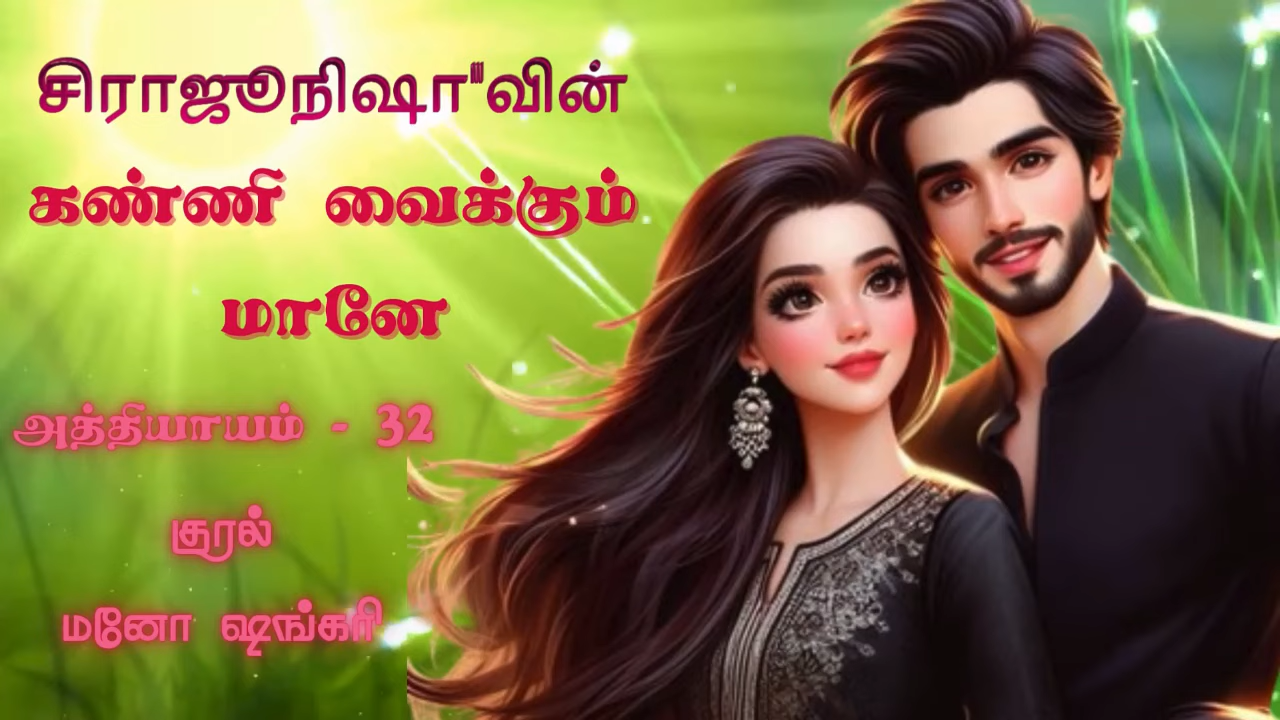 சிராஜூநிஷா"வின்
கண்ணி வைக்கும்
மானே
அத்தியாயம் - 32
குரல்
மனோ ஷங்கரி